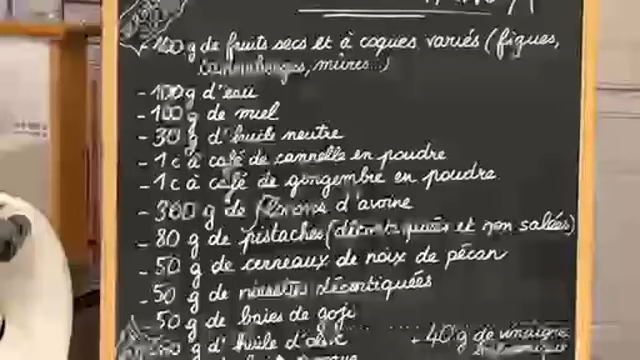 - 100 g de fruits secs et à coques variés (figues,
mûres...)
- 100 g d'eau
- 100 g de miel
- 30 g d'huile neutre
- 1 c à café de cannelle en poudre
- 1 c à café de gingembre en poudre
- 360 g de flocons d'avoine
- 80 g de pistaches (décortiquées et non salées)
- 50 g de cerneaux de noix de pécan
- 50 g de noisettes décortiquées
- 50 g de baies de goji
g d'huile d'olive
- 40 g de vinaigre